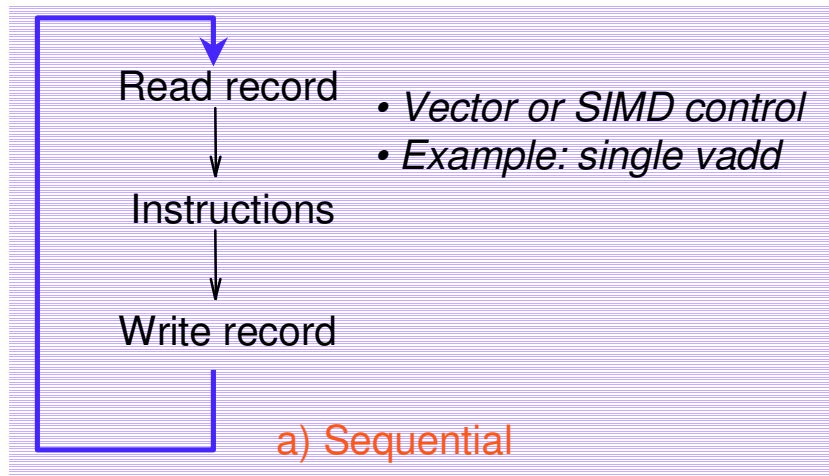 Read record
• Vector or SIMD control
• Example: single vadd
Instructions
Write record
a) Sequential